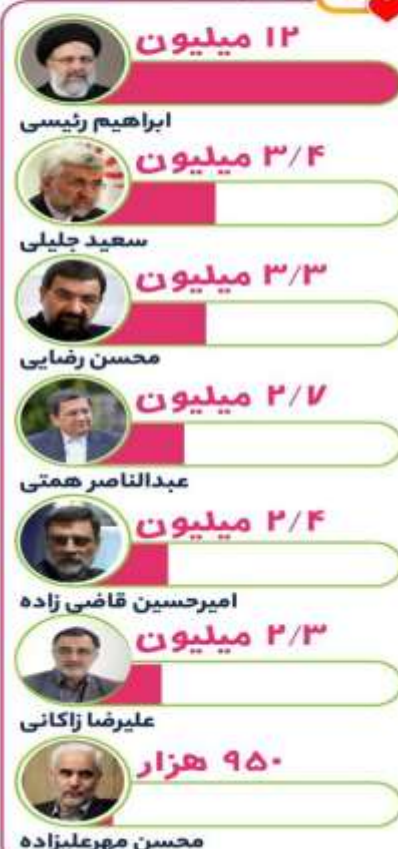 ۱۲ میلیون
ابراهیم رئیسی
۳/۴ میلیون
سعید جلیلی
۳/۳ میلیون
محسن رضایی
۲/۷ میلیون
عبدالناصر همتی
۲/۴ میلیون
امیرحسین قاضی زاده
۲/۳ میلیون
علیرضا زاکانی
۹۵۰ هزار
محسن مهرعلیزاده